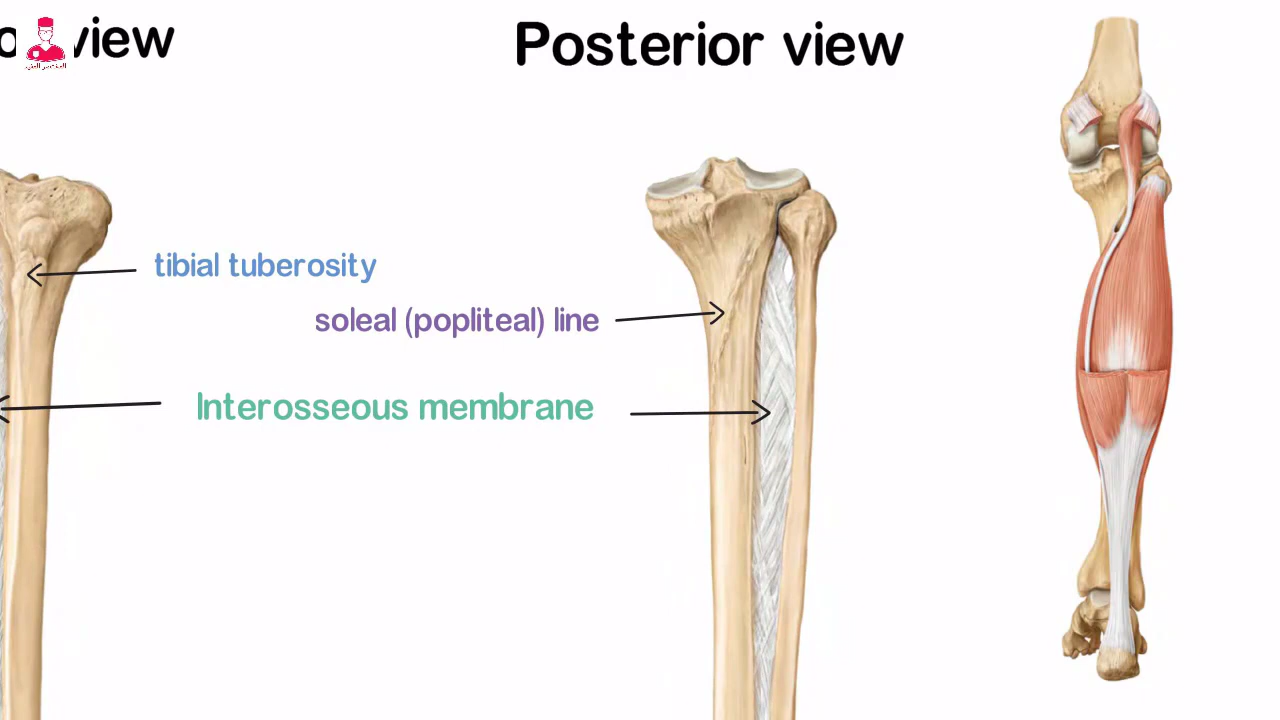 o view
Posterior view
tibial tuberosity
soleal (popliteal) line
Interosseous membrane